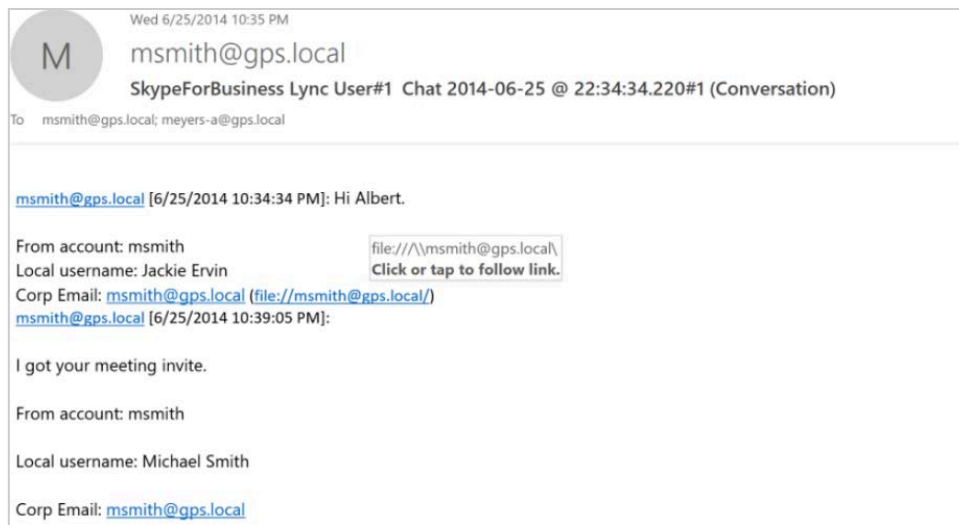 Wed 6/25/2014 10:35 PM
M
msmith@gps.local
SkypeForBusiness Lync User#1 Chat 2014-06-25 @ 22:34:34.220#1 (Conversation)
To msmith@gps.local; meyers-a@gps.local
msmith@gps.local [6/25/2014 10:34:34 PM]: Hi Albert.
From account: msmith
file:///\\msmith@gps.local\
Local username: Jackie Ervin
Click or tap to follow link.
Corp Email: msmith@gps.local (file://msmith@gps.local/)
msmith@gps.local [6/25/2014 10:39:05 PM]:
I got your meeting invite.
From account: msmith
Local username: Michael Smith
Corp Email: msmith@gps.local